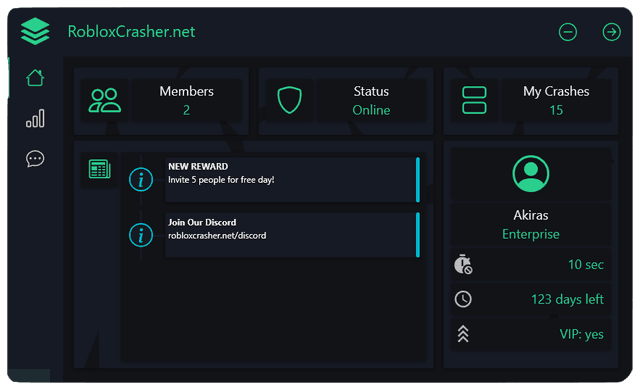 RobloxCrasher.net
Members
2
Status
Online
My Crashes
15
NEW REWARD
Invite 5 people for free day!
Join Our Discord
robloxcrasher.net/discord
Akiras
Enterprise
10 sec
123 days left
VIP: yes